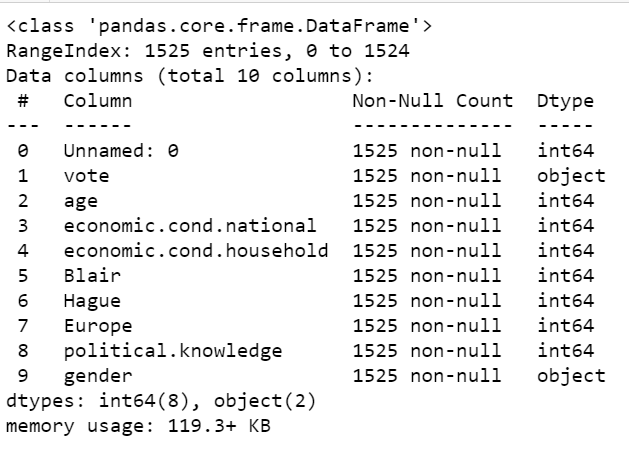 <class 'pandas.core.frame.DataFrame'>
RangeIndex: 1525 entries, 0 to 1524
Data columns (total 10 columns):
 #   Column                   Non-Null Count  Dtype
---  ------                   --------------  -----
 0   Unnamed: 0               1525 non-null   int64
 1   vote                     1525 non-null   object
 2   age                      1525 non-null   int64
 3   economic.cond.national   1525 non-null   int64
 4   economic.cond.household  1525 non-null   int64
 5   Blair                    1525 non-null   int64
 6   Hague                    1525 non-null   int64
 7   Europe                   1525 non-null   int64
 8   political.knowledge      1525 non-null   int64
 9   gender                   1525 non-null   object
dtypes: int64(8), object(2)
memory usage: 119.3+ KB